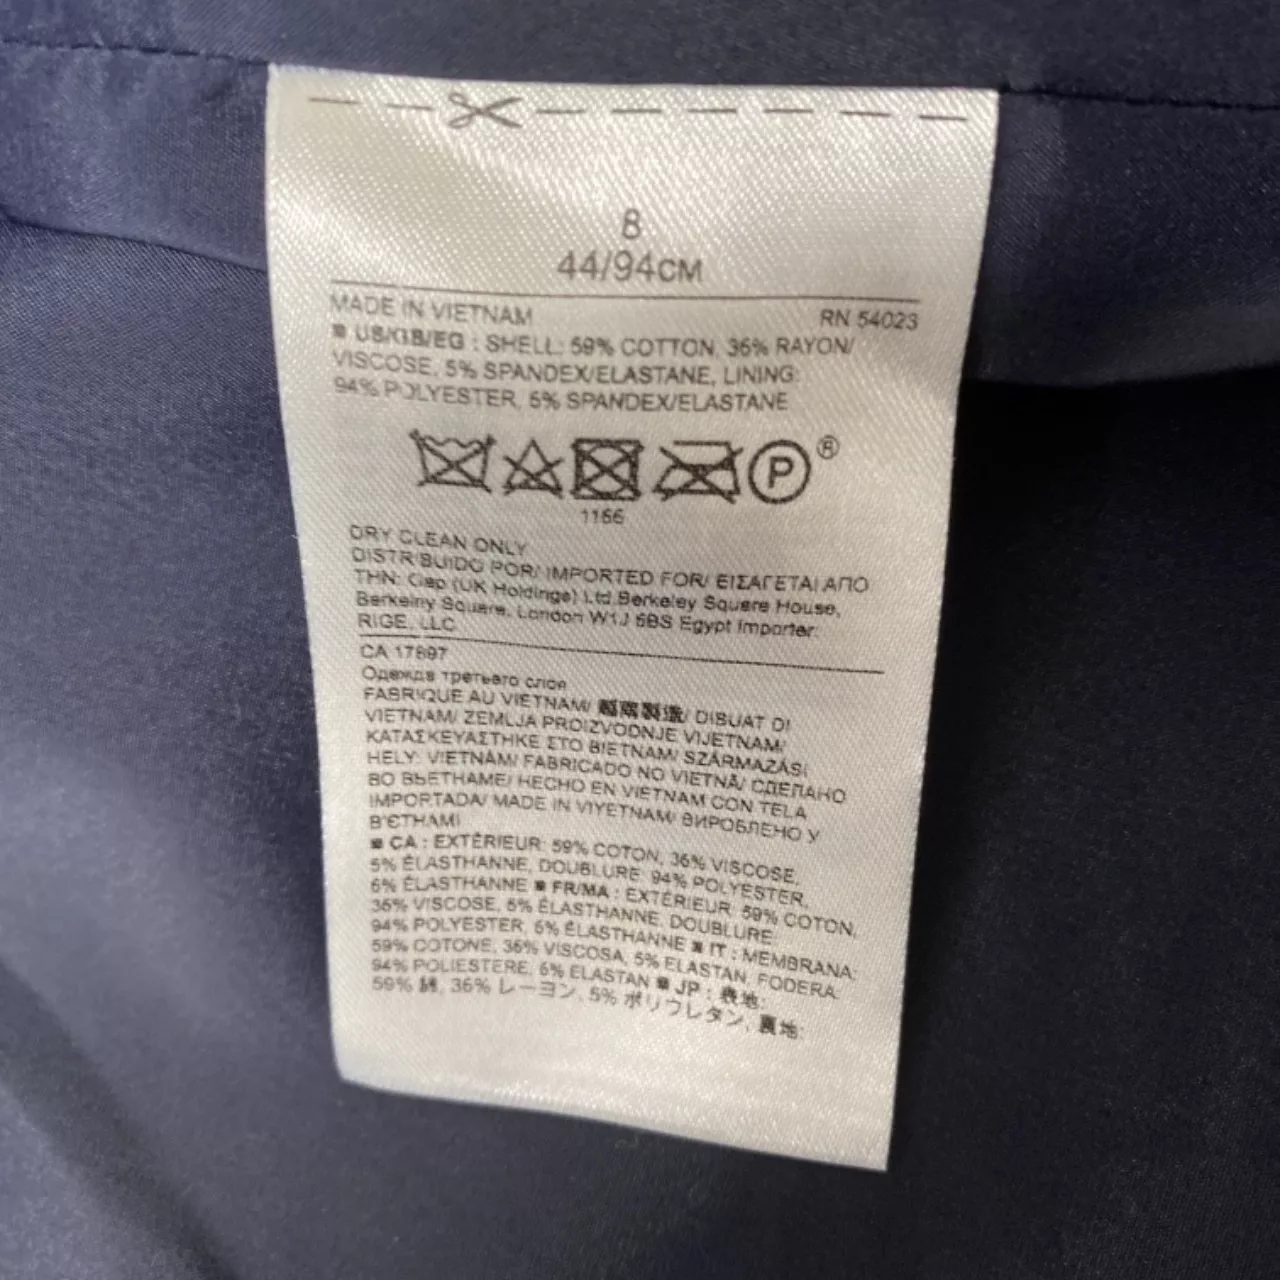 8
44/94CM
MADE IN VIETNAM RN 54023
■ US/GB/EG : SHELL: 59% COTTON, 36% RAYON/
VISCOSE, 5% SPANDEX/ELASTANE, LINING:
94% POLYESTER, 6% SPANDEX/ELASTANE
P®
1166
DRY CLEAN ONLY
DISTRIBUIDO POR/ IMPORTED FOR/ ΕΙΣΑΓΕΤΑΙ ΑΠΟ
ΤΗΝ: Gap (UK Holdings) Ltd.Berkeley Square House,
Berkeley Square, London W1J 6BS Egypt Importer:
RIGE, LLC
CA 17897
Одежда третьего слоя
FABRIQUÉ AU VIETNAM/ 越南製造/ DIBUAT DI
VIETNAM/ ZEMLJA PROIZVODNJE VIJETNAM/
ΚΑΤΑΣΚΕΥΑΣΤΗΚΕ ΣΤΟ ΒΙΕΤΝΑΜ/ SZÁRMAZÁSI
HELY: VIETNÁM/ FABRICADO NO VIETNÃ/ СДЕЛАНО
ВО ВЬЕТНАМЕ/ HECHO EN VIETNAM CON TELA
IMPORTADA/ MADE IN VIYETNAM/ ВИРОБЛЕНО У
В'ЄТНАМІ
■ CA : EXTÉRIEUR: 59% COTON, 36% VISCOSE,
5% ÉLASTHANNE, DOUBLURE: 94% POLYESTER,
6% ÉLASTHANNE ■ FR/MA : EXTÉRIEUR: 59% COTON,
36% VISCOSE, 5% ÉLASTHANNE, DOUBLURE:
94% POLYESTER, 6% ÉLASTHANNE ■ IT : MEMBRANA:
59% COTONE, 36% VISCOSA, 5% ELASTAN, FODERA:
94% POLIESTERE, 6% ELASTAN ■ JP : 表地:
59% 綿, 36% レーヨン, 5% ポリウレタン, 裏地: